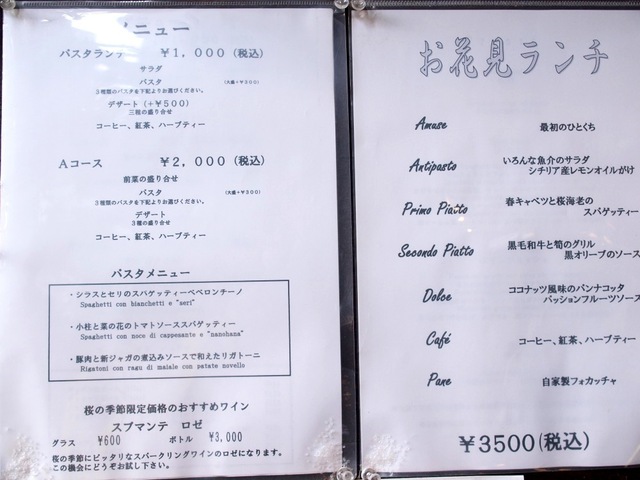 メニュー
パスタランチ ¥1,000(税込)
サラダ
パスタ (大盛+¥300)
3種類のパスタを下記よりお選びください。
デザート(+¥500)
三種の盛り合せ
コーヒー、紅茶、ハーブティー
Aコース ¥2,000(税込)
前菜の盛り合せ
パスタ (大盛+¥300)
3種類のパスタを下記よりお選びください。
デザート
3種の盛り合せ
コーヒー、紅茶、ハーブティー
パスタメニュー
・シラスとセリのスパゲッティーペペロンチーノ
Spaghetti con bianchetti e "seri"
・小柱と菜の花のトマトソーススパゲッティー
Spaghetti con noce di cappesante e "nanohana"
・豚肉と新ジャガの煮込みソースで和えたリガトーニ
Rigatoni con ragu di maiale con patate novello
桜の季節限定価格のおすすめワイン
スプマンテ ロゼ
グラス ¥600 ボトル ¥3,000
桜の季節にピッタリなスパークリングワインのロゼになります。
この機会にどうぞお試し下さい。
お花見ランチ
Amuse 最初のひとくち
Antipasto いろんな魚介のサラダ
シチリア産レモンオイルがけ
Primo Piatto 春キャベツと桜海老の
スパゲッティー
Secondo Piatto 黒毛和牛と筍のグリル
黒オリーブのソース
Dolce ココナッツ風味のパンナコッタ
パッションフルーツソース
Café コーヒー、紅茶、ハーブティー
Pane 自家製フォカッチャ
¥3500(税込)